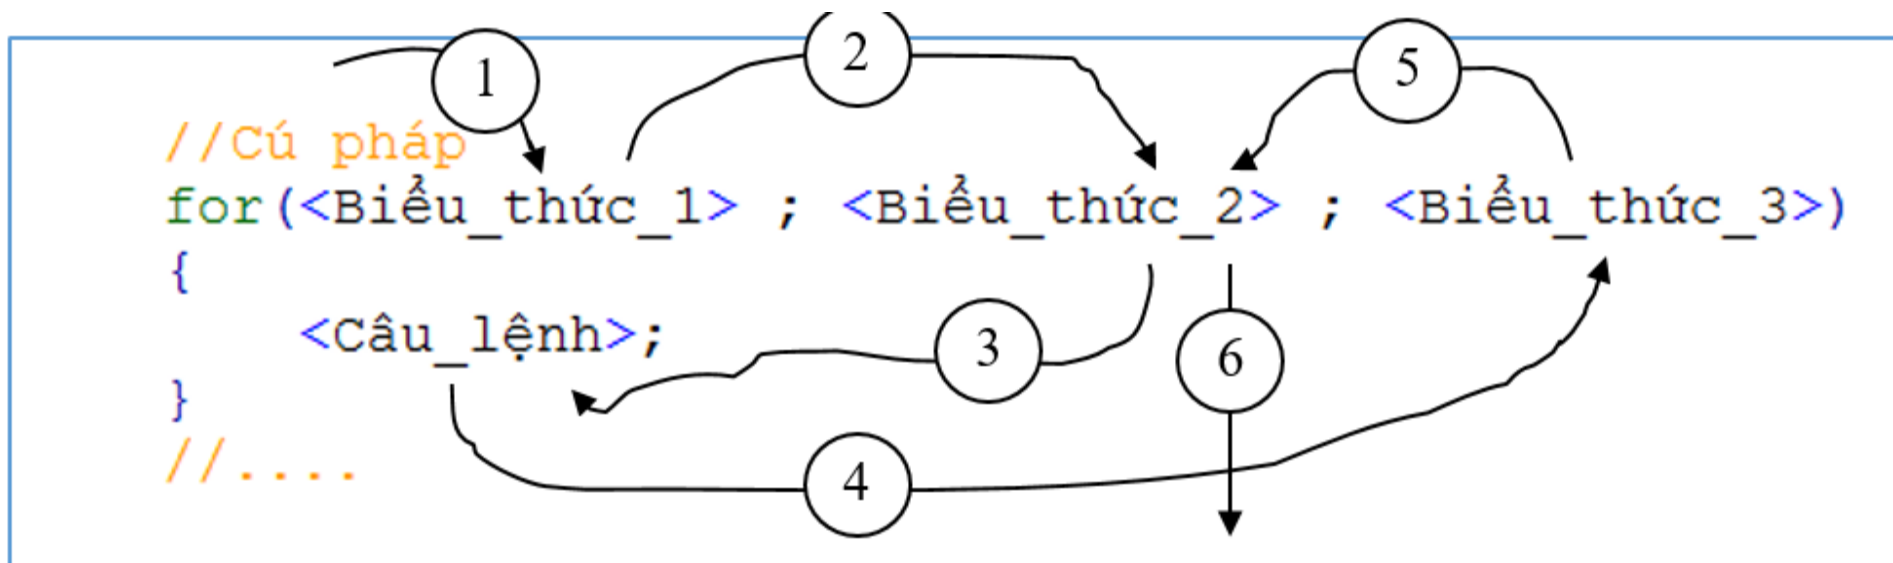 1 2 5
//Cú pháp
for(<Biểu_thức_1> ; <Biểu_thức_2> ; <Biểu_thức_3>)
{
<Câu_lệnh>;
3 6
}
//....
4